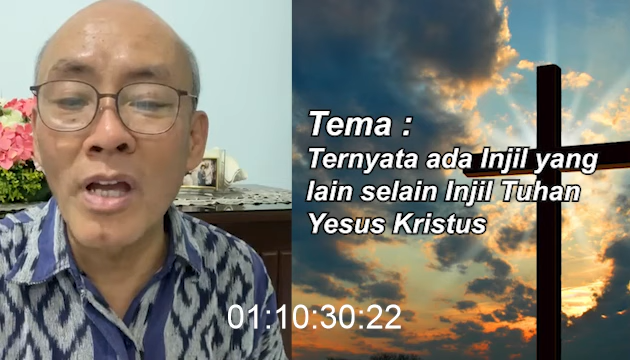 Tema :
Ternyata ada Injil yang
lain selain Injil Tuhan
Yesus Kristus
01:10:30:22